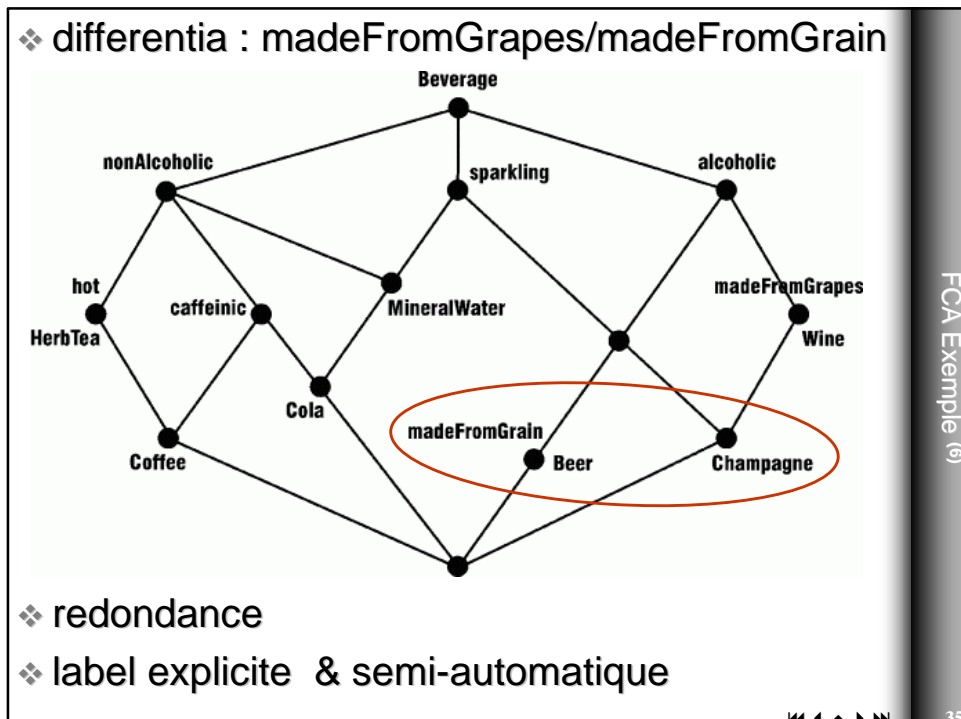 differentia : madeFromGrapes/madeFromGrain
Beverage
nonAlcoholic
sparkling
alcoholic
hot
caffeinic
MineralWater
madeFromGrapes
HerbTea
Wine
Cola
madeFromGrain
Coffee
Beer
Champagne
redondance
label explicite & semi-automatique
FCA Exemple (6)
35